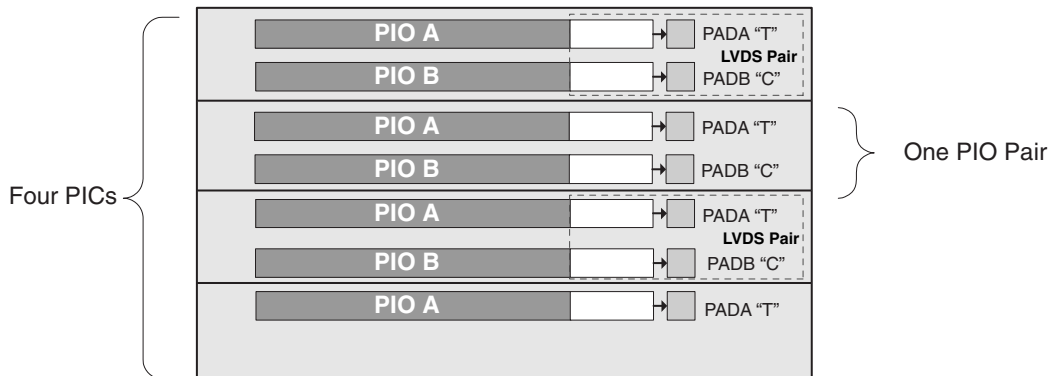 PIO A
PADA “T”
LVDS Pair
PIO B
PADB “C”
PIO A
PADA “T”
One PIO Pair
PIO B
PADB “C”
Four PICs
PIO A
PADA “T”
LVDS Pair
PIO B
PADB “C”
PIO A
PADA “T”